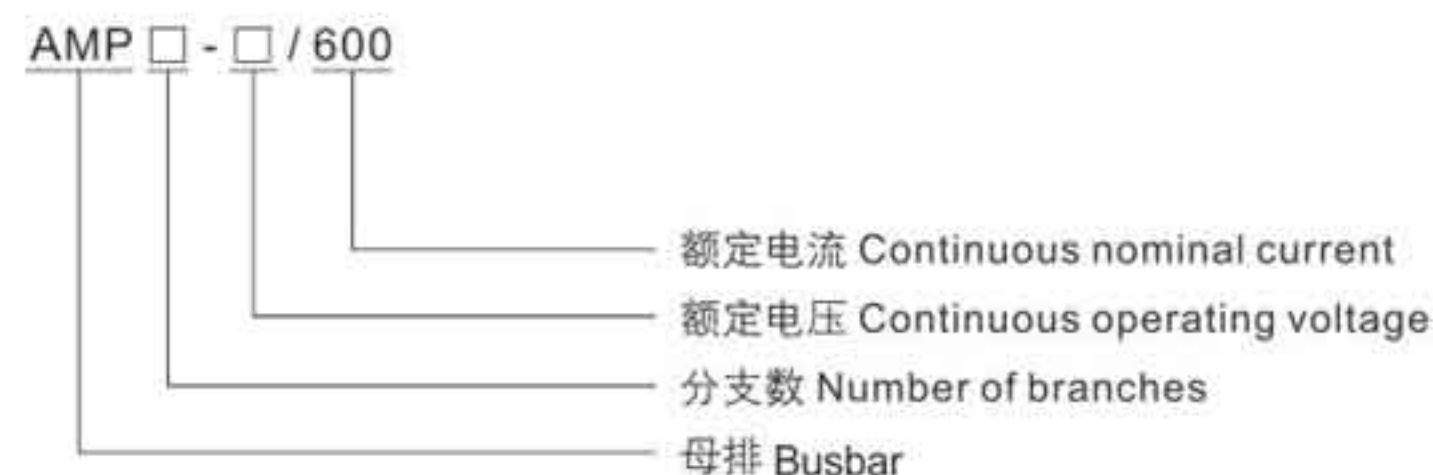 AMP □ - □ / 600
额定电流 Continuous nominal current
额定电压 Continuous operating voltage
分支数 Number of branches
母排 Busbar